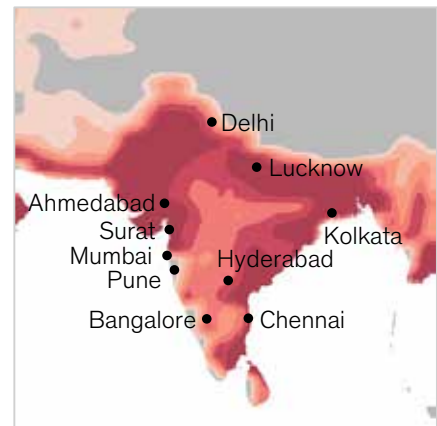 Delhi
Lucknow
Ahmedabad
Kolkata
Surat
Mumbai
Hyderabad
Pune
Bangalore
Chennai